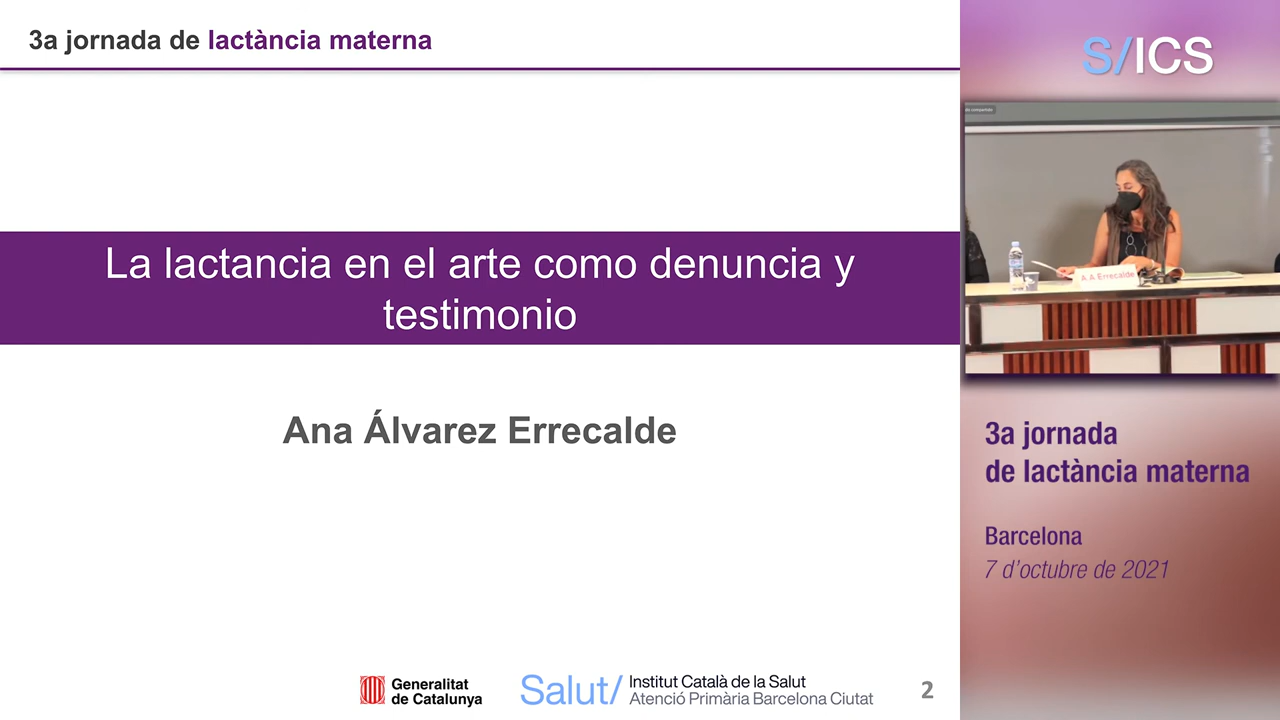 3a jornada de lactància materna
La lactancia en el arte como denuncia y
testimonio
Ana Álvarez Errecalde
Generalitat
de Catalunya
Salut/
Institut Català de la Salut
Atenció Primària Barcelona Ciutat
2
S/ICS
A.A Errecalde
3a jornada
de lactància materna
Barcelona
7 d'octubre de 2021